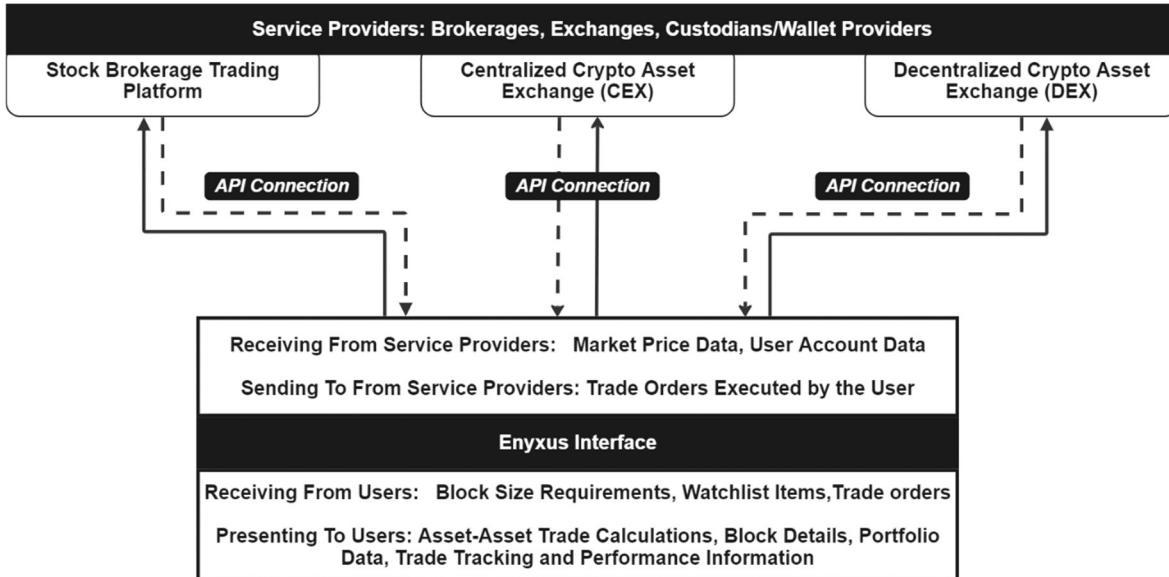 Service Providers: Brokerages, Exchanges, Custodians/Wallet Providers
Stock Brokerage Trading
Platform
Centralized Crypto Asset
Exchange (CEX)
Decentralized Crypto Asset
Exchange (DEX)
API Connection
API Connection
API Connection
Receiving From Service Providers: Market Price Data, User Account Data
Sending To From Service Providers: Trade Orders Executed by the User
Enyxus Interface
Receiving From Users: Block Size Requirements, Watchlist Items,Trade orders
Presenting To Users: Asset-Asset Trade Calculations, Block Details, Portfolio
Data, Trade Tracking and Performance Information